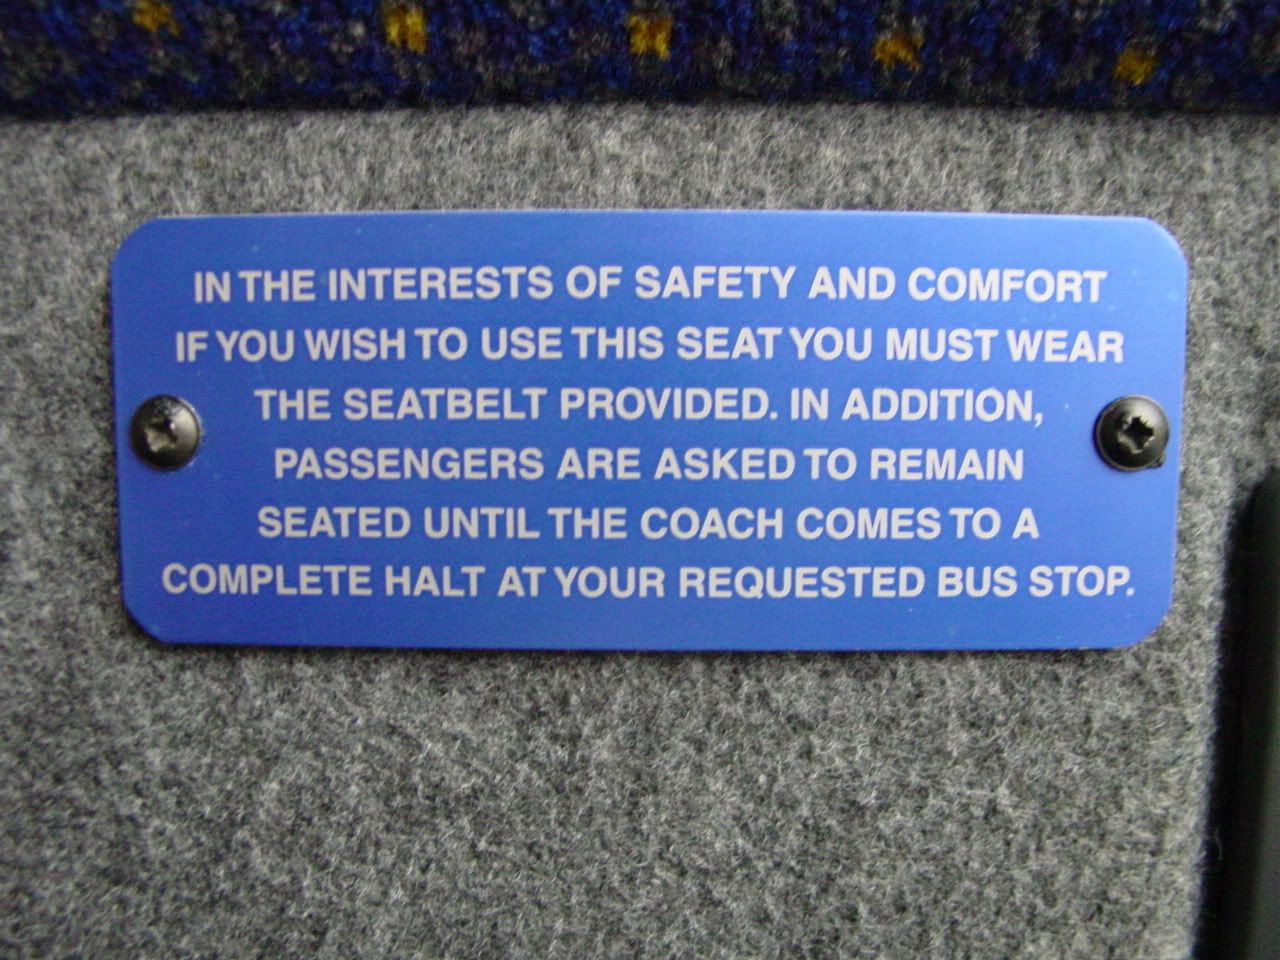 IN THE INTERESTS OF SAFETY AND COMFORT
IF YOU WISH TO USE THIS SEAT YOU MUST WEAR
THE SEATBELT PROVIDED. IN ADDITION,
PASSENGERS ARE ASKED TO REMAIN
SEATED UNTIL THE COACH COMES TO A
COMPLETE HALT AT YOUR REQUESTED BUS STOP.